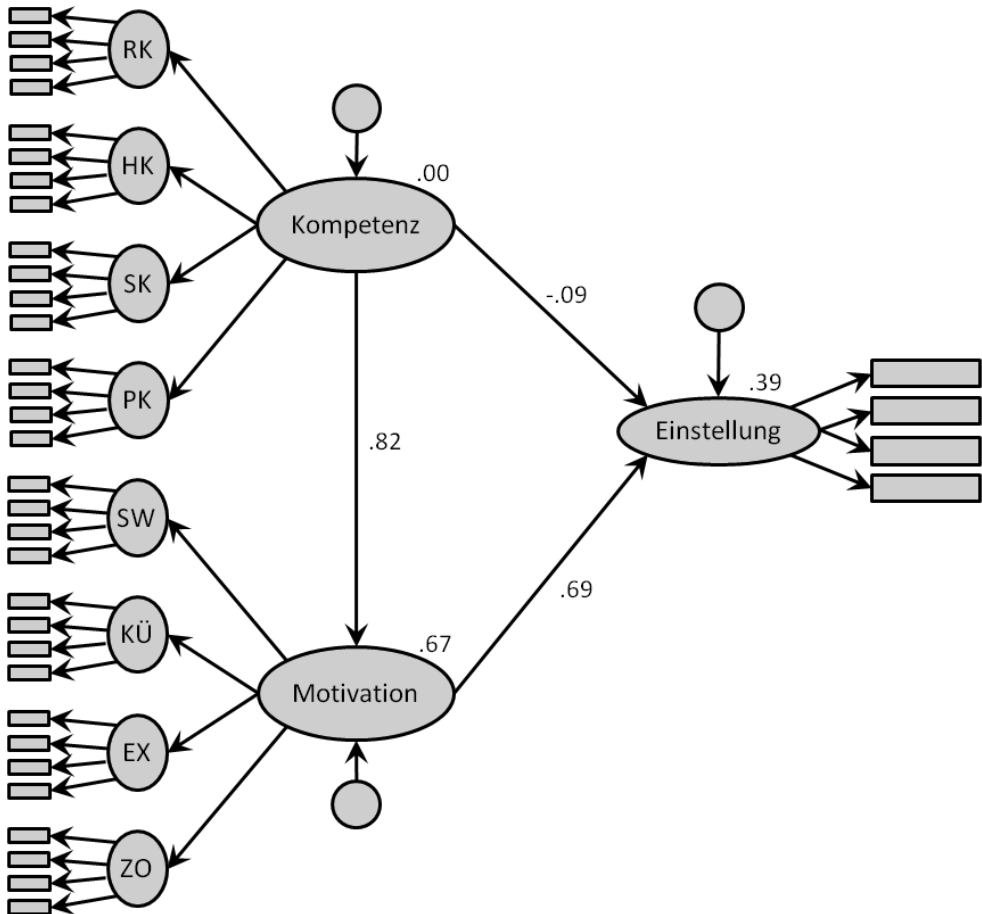 RK
HK
.00
Kompetenz
SK
-.09
PK
.39
Einstellung
.82
SW
.69
KÜ
.67
Motivation
EX
ZO